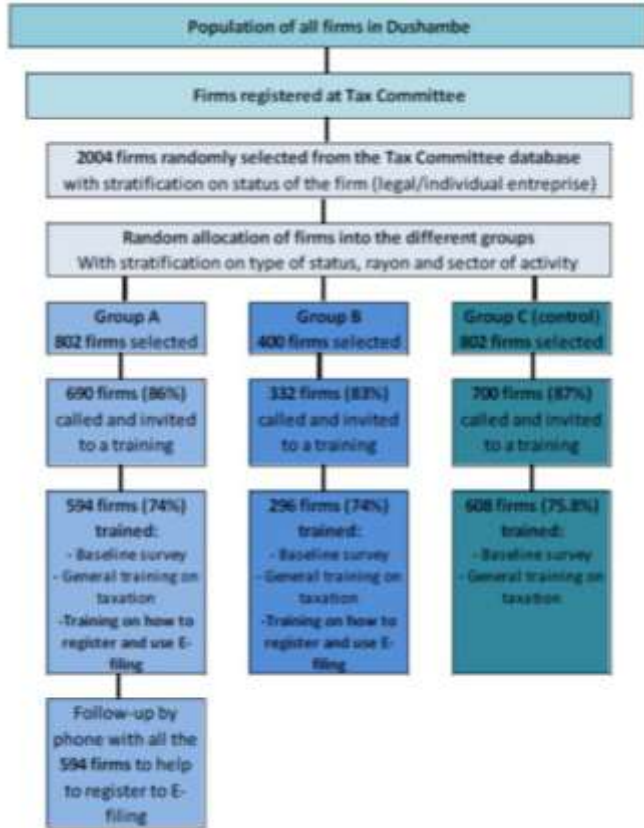 Population of all firms in Dushambe
Firms registered at Tax Committee
2004 firms randomly selected from the Tax Committee database
with stratification on status of the firm (legal/individual entreprise)
Random allocation of firms into the different groups
With stratification on type of status, rayon and sector of activity
Group A
802 firms selected
690 firms (86%)
called and invited
to a training
594 firms (74%)
trained:
- Baseline survey
- General training on
taxation
-Training on how to
register and use E-
filing
Follow-up by
phone with all the
594 firms to help
to register to E-
filing
Group B
400 firms selected
332 firms (83%)
called and invited
to a training
296 firms (74%)
trained:
- Baseline survey
- General training on
taxation
-Training on how to
register and use E-
filing
Group C (control)
802 firms selected
700 firms (87%)
called and invited
to a training
608 firms (75.8%)
trained:
- Baseline survey
- General training on
taxation